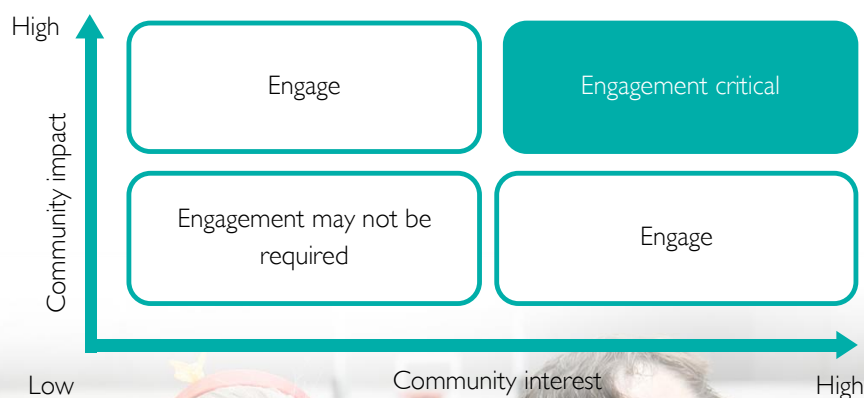 High
Engage
Engagement critical
Community impact
Engagement may not be
required
Engage
Low
Community interest
High